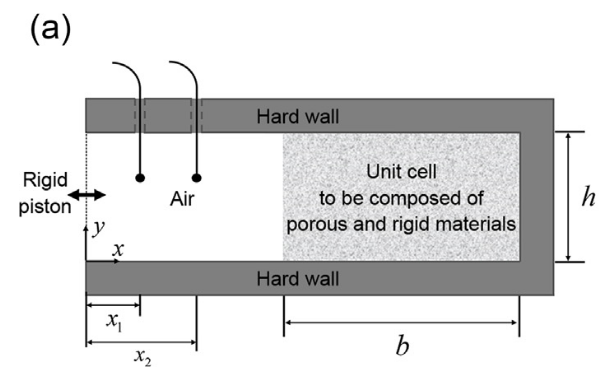 (a)
Hard wall
Rigid
piston
Air
Unit cell
to be composed of
porous and rigid materials
h
y
x
Hard wall
x₁
x₂
b